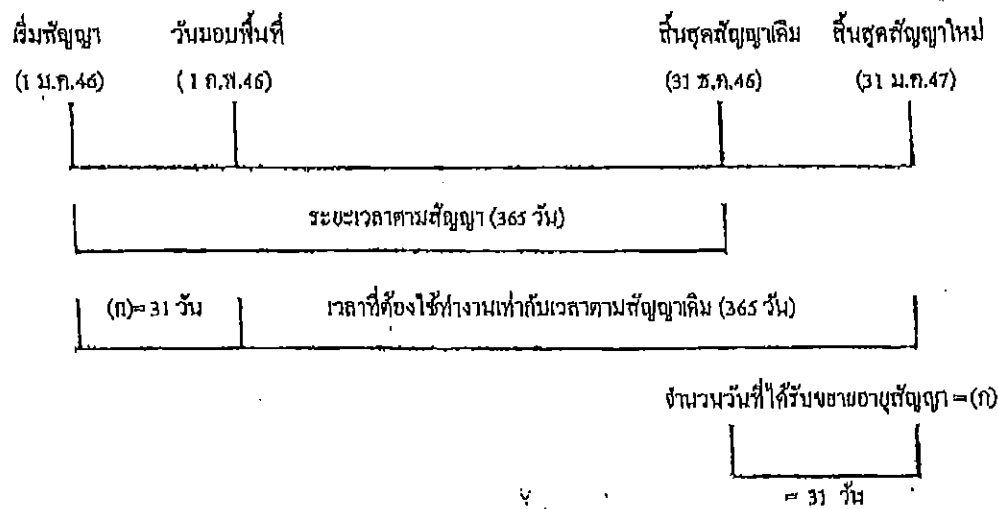 เริ่มสัญญา วันมอบพื้นที่ สิ้นสุดสัญญาเดิม สิ้นสุดสัญญาใหม่
(1 ม.ค.46) (1 ก.พ.46) (31 ธ.ค.46) (31 ม.ค.47)
ระยะเวลาตามสัญญา (365 วัน)
(ก)= 31 วัน เวลาที่ต้องใช้ทำงานเท่ากับเวลาตามสัญญาเดิม (365 วัน)
จำนวนวันที่ได้รับขยายอายุสัญญา = (ก)
= 31 วัน